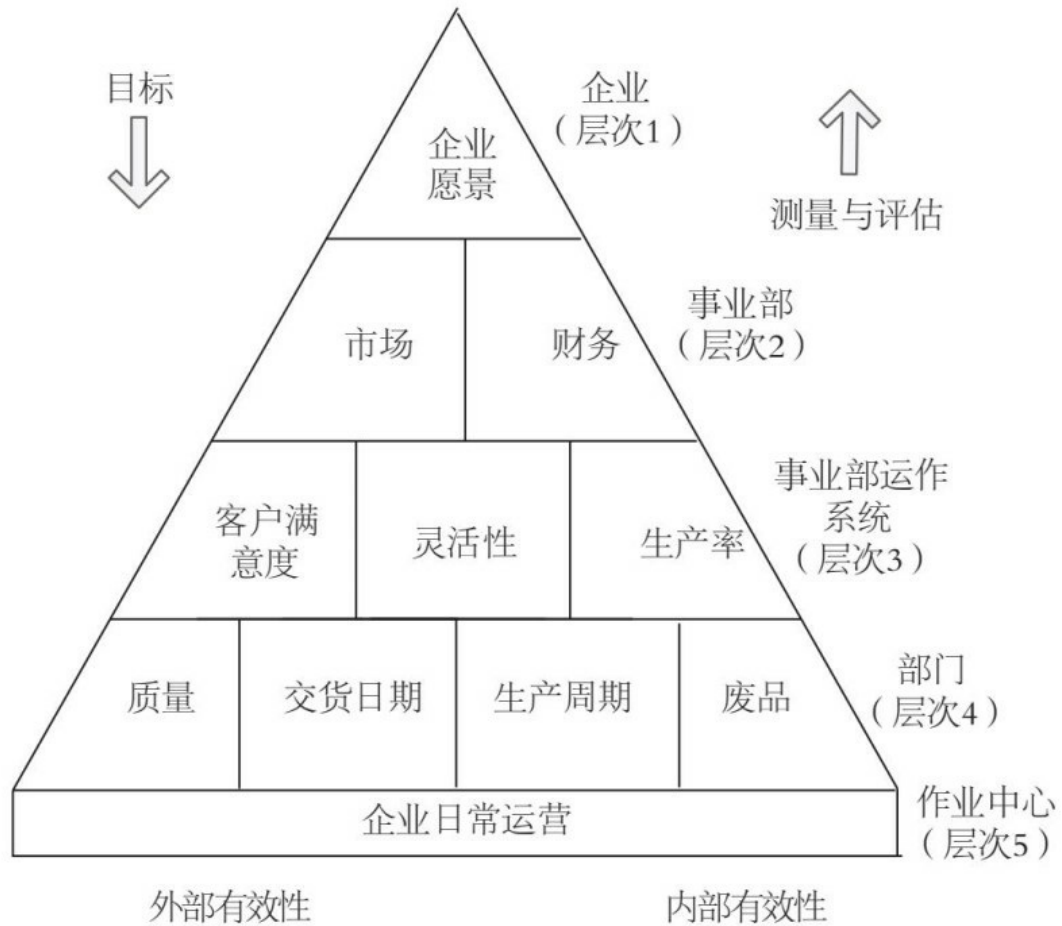 目标
企业
（层次1）
企业
愿景
测量与评估
市场
财务
事业部
（层次2）
客户满
意度
灵活性
生产率
事业部运作
系统
（层次3）
质量
交货日期
生产周期
废品
部门
（层次4）
企业日常运营
作业中心
（层次5）
外部有效性
内部有效性